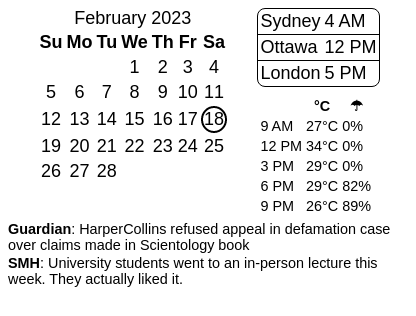 February 2023
Su Mo Tu We Th Fr Sa
1 2 3 4
5 6 7 8 9 10 11
12 13 14 15 16 17 18
19 20 21 22 23 24 25
26 27 28
Sydney 4 AM
Ottawa 12 PM
London 5 PM
°C ☂
9 AM 27°C 0%
12 PM 34°C 0%
3 PM 29°C 0%
6 PM 29°C 82%
9 PM 26°C 89%
Guardian: HarperCollins refused appeal in defamation case
over claims made in Scientology book
SMH: University students went to an in-person lecture this
week. They actually liked it.